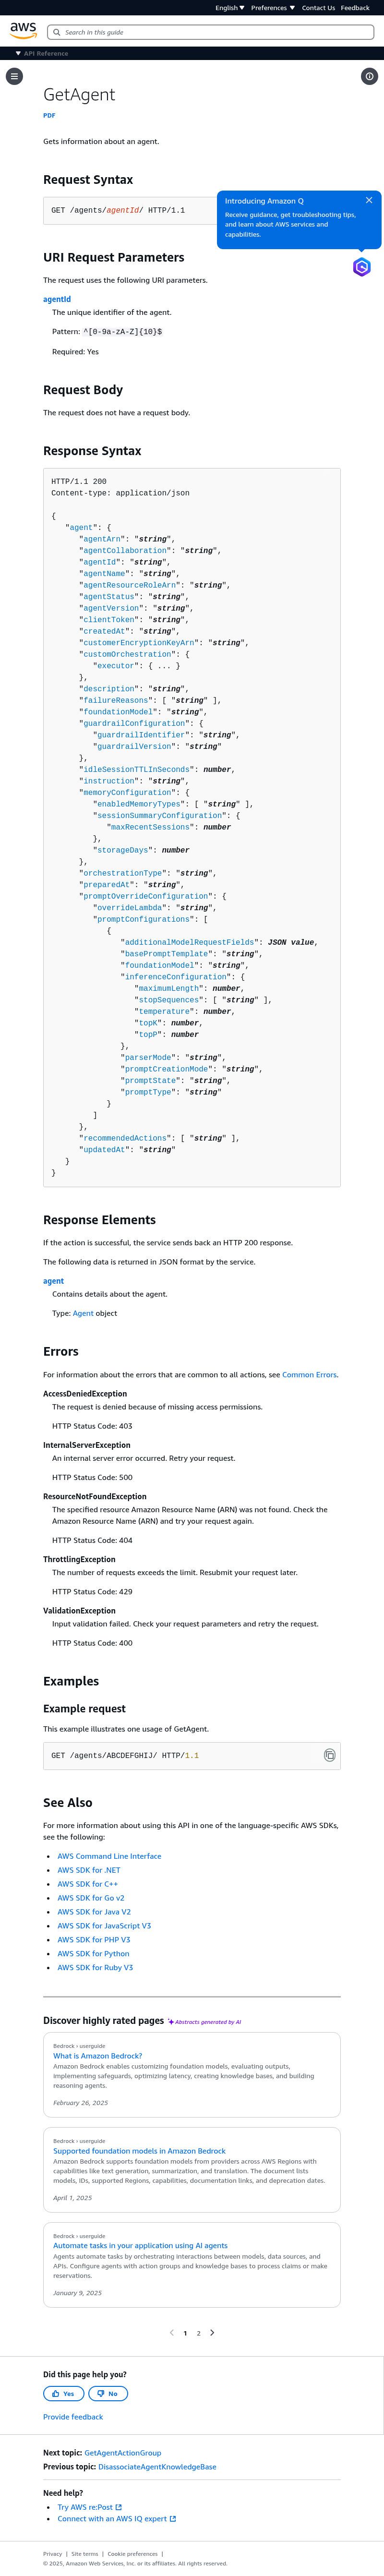 English
Preferences
Contact Us
Feedback
aws
Search in this guide
API Reference
GetAgent
PDF
Gets information about an agent.
Request Syntax
GET /agents/agentId/ HTTP/1.1
Introducing Amazon Q
Receive guidance, get troubleshooting tips,
and learn about AWS services and
capabilities.
URI Request Parameters
The request uses the following URI parameters.
agentId
The unique identifier of the agent.
Pattern: ^[0-9a-zA-Z]{10}$
Required: Yes
Request Body
The request does not have a request body.
Response Syntax
HTTP/1.1 200
Content-type: application/json
{
"agent": {
"agentArn": "string",
"agentCollaboration": "string",
"agentId": "string",
"agentName": "string",
"agentResourceRoleArn": "string",
"agentStatus": "string",
"agentVersion": "string",
"clientToken": "string",
"createdAt": "string",
"customerEncryptionKeyArn": "string",
"customOrchestration": {
"executor": { ... }
},
"description": "string",
"failureReasons": [ "string" ],
"foundationModel": "string",
"guardrailConfiguration": {
"guardrailIdentifier": "string",
"guardrailVersion": "string"
},
"idleSessionTTLInSeconds": number,
"instruction": "string",
"memoryConfiguration": {
"enabledMemoryTypes": [ "string" ],
"sessionSummaryConfiguration": {
"maxRecentSessions": number
},
"storageDays": number
},
"orchestrationType": "string",
"preparedAt": "string",
"promptOverrideConfiguration": {
"overrideLambda": "string",
"promptConfigurations": [
{
"additionalModelRequestFields": JSON value,
"basePromptTemplate": "string",
"foundationModel": "string",
"inferenceConfiguration": {
"maximumLength": number,
"stopSequences": [ "string" ],
"temperature": number,
"topK": number,
"topP": number
},
"parserMode": "string",
"promptCreationMode": "string",
"promptState": "string",
"promptType": "string"
}
]
},
"recommendedActions": [ "string" ],
"updatedAt": "string"
}
}
Response Elements
If the action is successful, the service sends back an HTTP 200 response.
The following data is returned in JSON format by the service.
agent
Contains details about the agent.
Type: Agent object
Errors
For information about the errors that are common to all actions, see Common Errors.
AccessDeniedException
The request is denied because of missing access permissions.
HTTP Status Code: 403
InternalServerException
An internal server error occurred. Retry your request.
HTTP Status Code: 500
ResourceNotFoundException
The specified resource Amazon Resource Name (ARN) was not found. Check the
Amazon Resource Name (ARN) and try your request again.
HTTP Status Code: 404
ThrottlingException
The number of requests exceeds the limit. Resubmit your request later.
HTTP Status Code: 429
ValidationException
Input validation failed. Check your request parameters and retry the request.
HTTP Status Code: 400
Examples
Example request
This example illustrates one usage of GetAgent.
GET /agents/ABCDEFGHIJ/ HTTP/1.1
See Also
For more information about using this API in one of the language-specific AWS SDKs,
see the following:
• AWS Command Line Interface
• AWS SDK for .NET
• AWS SDK for C++
• AWS SDK for Go v2
• AWS SDK for Java V2
• AWS SDK for JavaScript V3
• AWS SDK for PHP V3
• AWS SDK for Python
• AWS SDK for Ruby V3
Discover highly rated pages Abstracts generated by AI
Bedrock › userguide
What is Amazon Bedrock?
Amazon Bedrock enables customizing foundation models, evaluating outputs,
implementing safeguards, optimizing latency, creating knowledge bases, and building
reasoning agents.
February 26, 2025
Bedrock › userguide
Supported foundation models in Amazon Bedrock
Amazon Bedrock supports foundation models from providers across AWS Regions with
capabilities like text generation, summarization, and translation. The document lists
models, IDs, supported Regions, capabilities, documentation links, and deprecation dates.
April 1, 2025
Bedrock › userguide
Automate tasks in your application using AI agents
Agents automate tasks by orchestrating interactions between models, data sources, and
APIs. Configure agents with action groups and knowledge bases to process claims or make
reservations.
January 9, 2025
1 2
Did this page help you?
Yes
No
Provide feedback
Next topic: GetAgentActionGroup
Previous topic: DisassociateAgentKnowledgeBase
Need help?
• Try AWS re:Post
• Connect with an AWS IQ expert
Privacy | Site terms | Cookie preferences |
© 2025, Amazon Web Services, Inc. or its affiliates. All rights reserved.